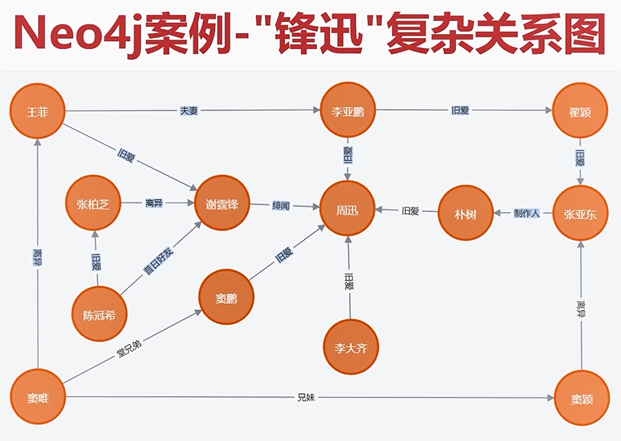 Neo4j案例-"锋迅"复杂关系图
王菲
夫妻
李亚鹏
旧爱
翟颖
旧爱
旧爱
旧爱
张柏芝
离异
谢霆锋
绯闻
周迅
旧爱
朴树
制作人
张亚东
离异
旧爱
昔日好友
旧爱
窦鹏
旧爱
离异
陈冠希
堂兄弟
李大齐
窦唯
兄妹
窦颖